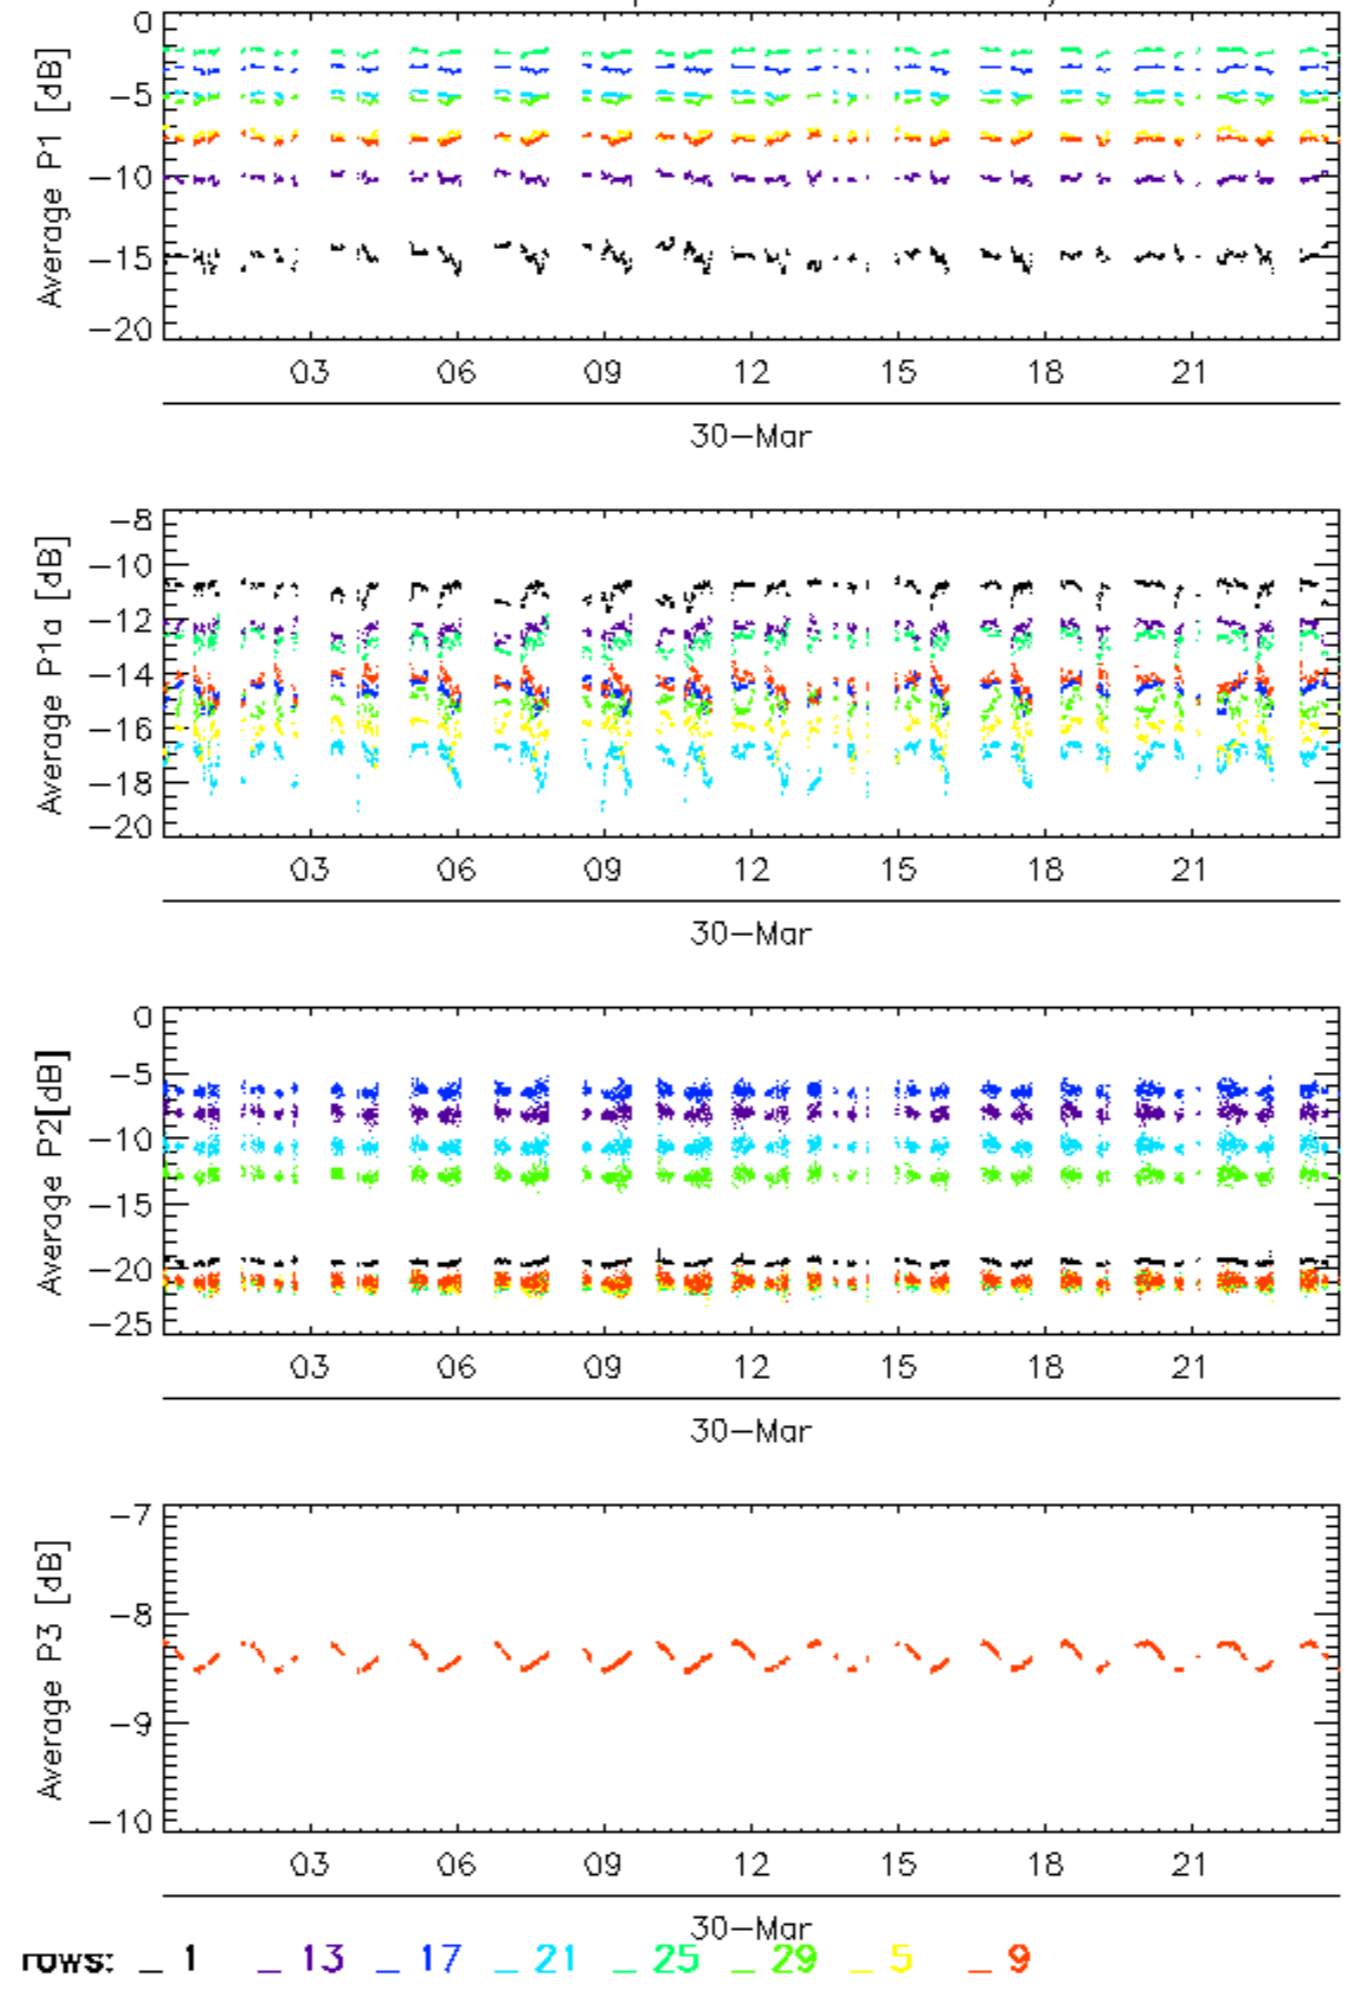 0
−5
−10
−15
−20
Average P1 [dB]
03 06 09 12 15 18 21
30−Mar
−8
−10
−12
−14
−16
−18
−20
Average P1a [dB]
03 06 09 12 15 18 21
30−Mar
0
−5
−10
−15
−20
−25
Average P2[dB]
03 06 09 12 15 18 21
30−Mar
−7
−8
−9
−10
Average P3 [dB]
03 06 09 12 15 18 21
30−Mar
rows: _ 1 _ 13 _ 17 _ 21 _ 25 _ 29 _ 5 _ 9